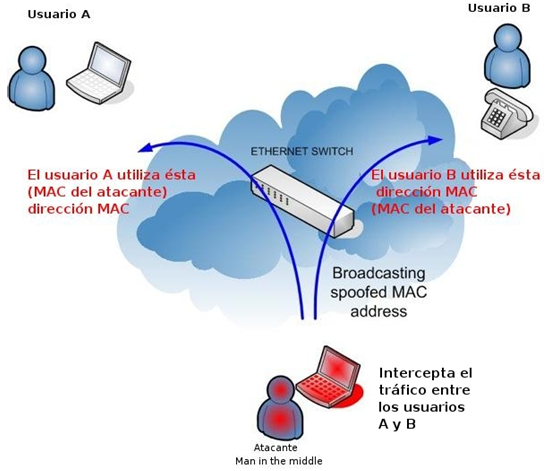 Usuario A
Usuario B
ETHERNET SWITCH
El usuario A utiliza ésta
(MAC del atacante)
dirección MAC
El usuario B utiliza ésta
dirección MAC
(MAC del atacante)
Broadcasting
spoofed MAC
address
Intercepta el
tráfico entre
los usuarios
A y B
Atacante
Man in the middle